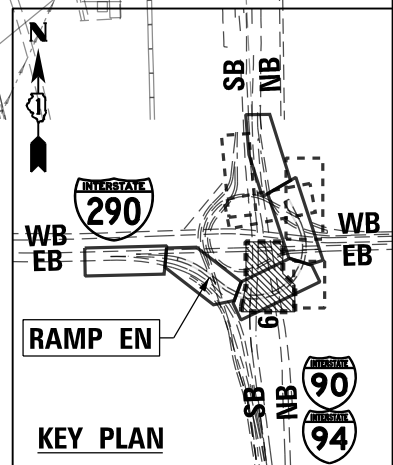 N
1
SB
NB
INTERSTATE
290
WB
EB
WB
EB
RAMP EN
6
SB
NB
INTERSTATE
90
INTERSTATE
94
KEY PLAN